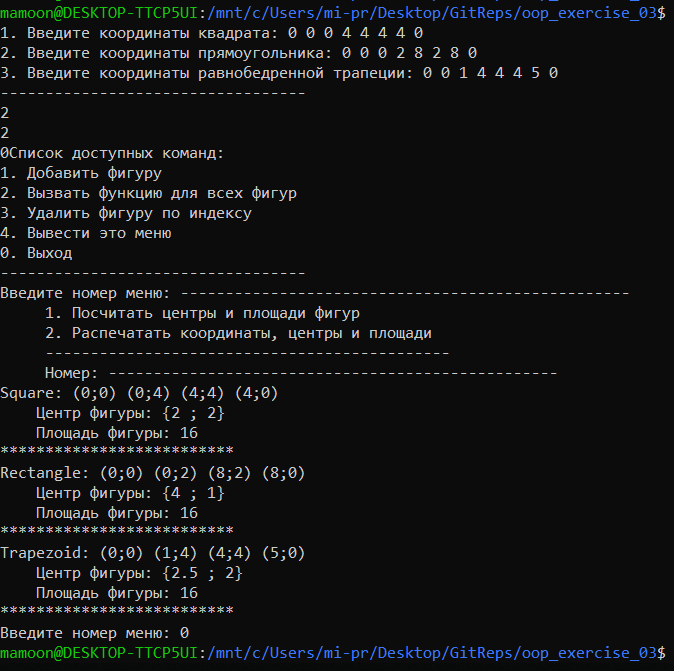 mamoon@DESKTOP-TTCP5UI:/mnt/c/Users/mi-pr/Desktop/GitReps/oop_exercise_03$
1. Введите координаты квадрата: 0 0 0 4 4 4 4 0
2. Введите координаты прямоугольника: 0 0 0 2 8 2 8 0
3. Введите координаты равнобедренной трапеции: 0 0 1 4 4 4 5 0
----------------------------------
2
2
0Список доступных команд:
1. Добавить фигуру
2. Вызвать функцию для всех фигур
3. Удалить фигуру по индексу
4. Вывести это меню
0. Выход
----------------------------------
Введите номер меню: --------------------------------------------------
     1. Посчитать центры и площади фигур
     2. Распечатать координаты, центры и площади
     ---------------------------------------------
     Номер: --------------------------------------------------
Square: (0;0) (0;4) (4;4) (4;0)
    Центр фигуры: {2 ; 2}
    Площадь фигуры: 16
**************************
Rectangle: (0;0) (0;2) (8;2) (8;0)
    Центр фигуры: {4 ; 1}
    Площадь фигуры: 16
**************************
Trapezoid: (0;0) (1;4) (4;4) (5;0)
    Центр фигуры: {2.5 ; 2}
    Площадь фигуры: 16
**************************
Введите номер меню: 0
mamoon@DESKTOP-TTCP5UI:/mnt/c/Users/mi-pr/Desktop/GitReps/oop_exercise_03$